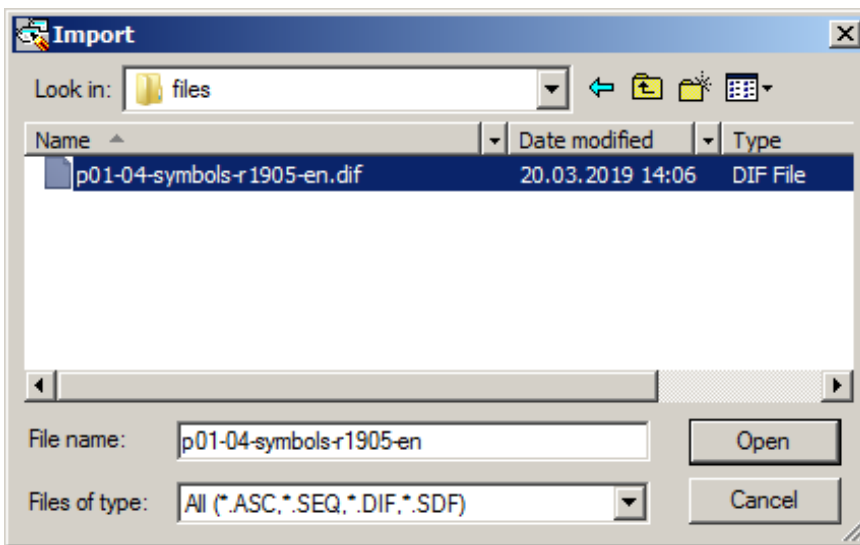 Import
Look in: files
Name Date modified Type
p01-04-symbols-r1905-en.dif 20.03.2019 14:06 DIF File
File name: p01-04-symbols-r1905-en Open
Files of type: All (*.ASC,*.SEQ,*.DIF,*.SDF) Cancel